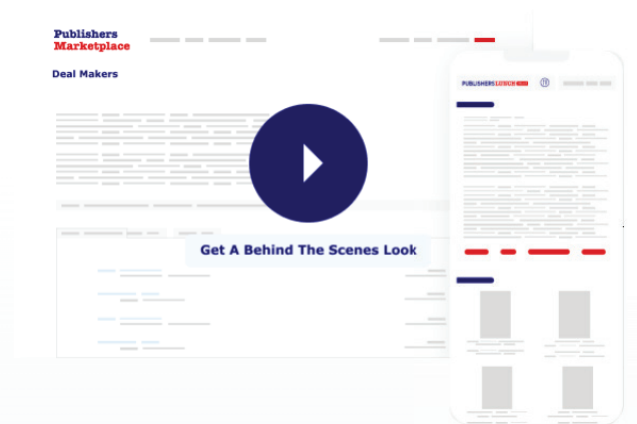 Publishers
Marketplace
Deal Makers
PUBLISHERS LUNCH
Get A Behind The Scenes Look